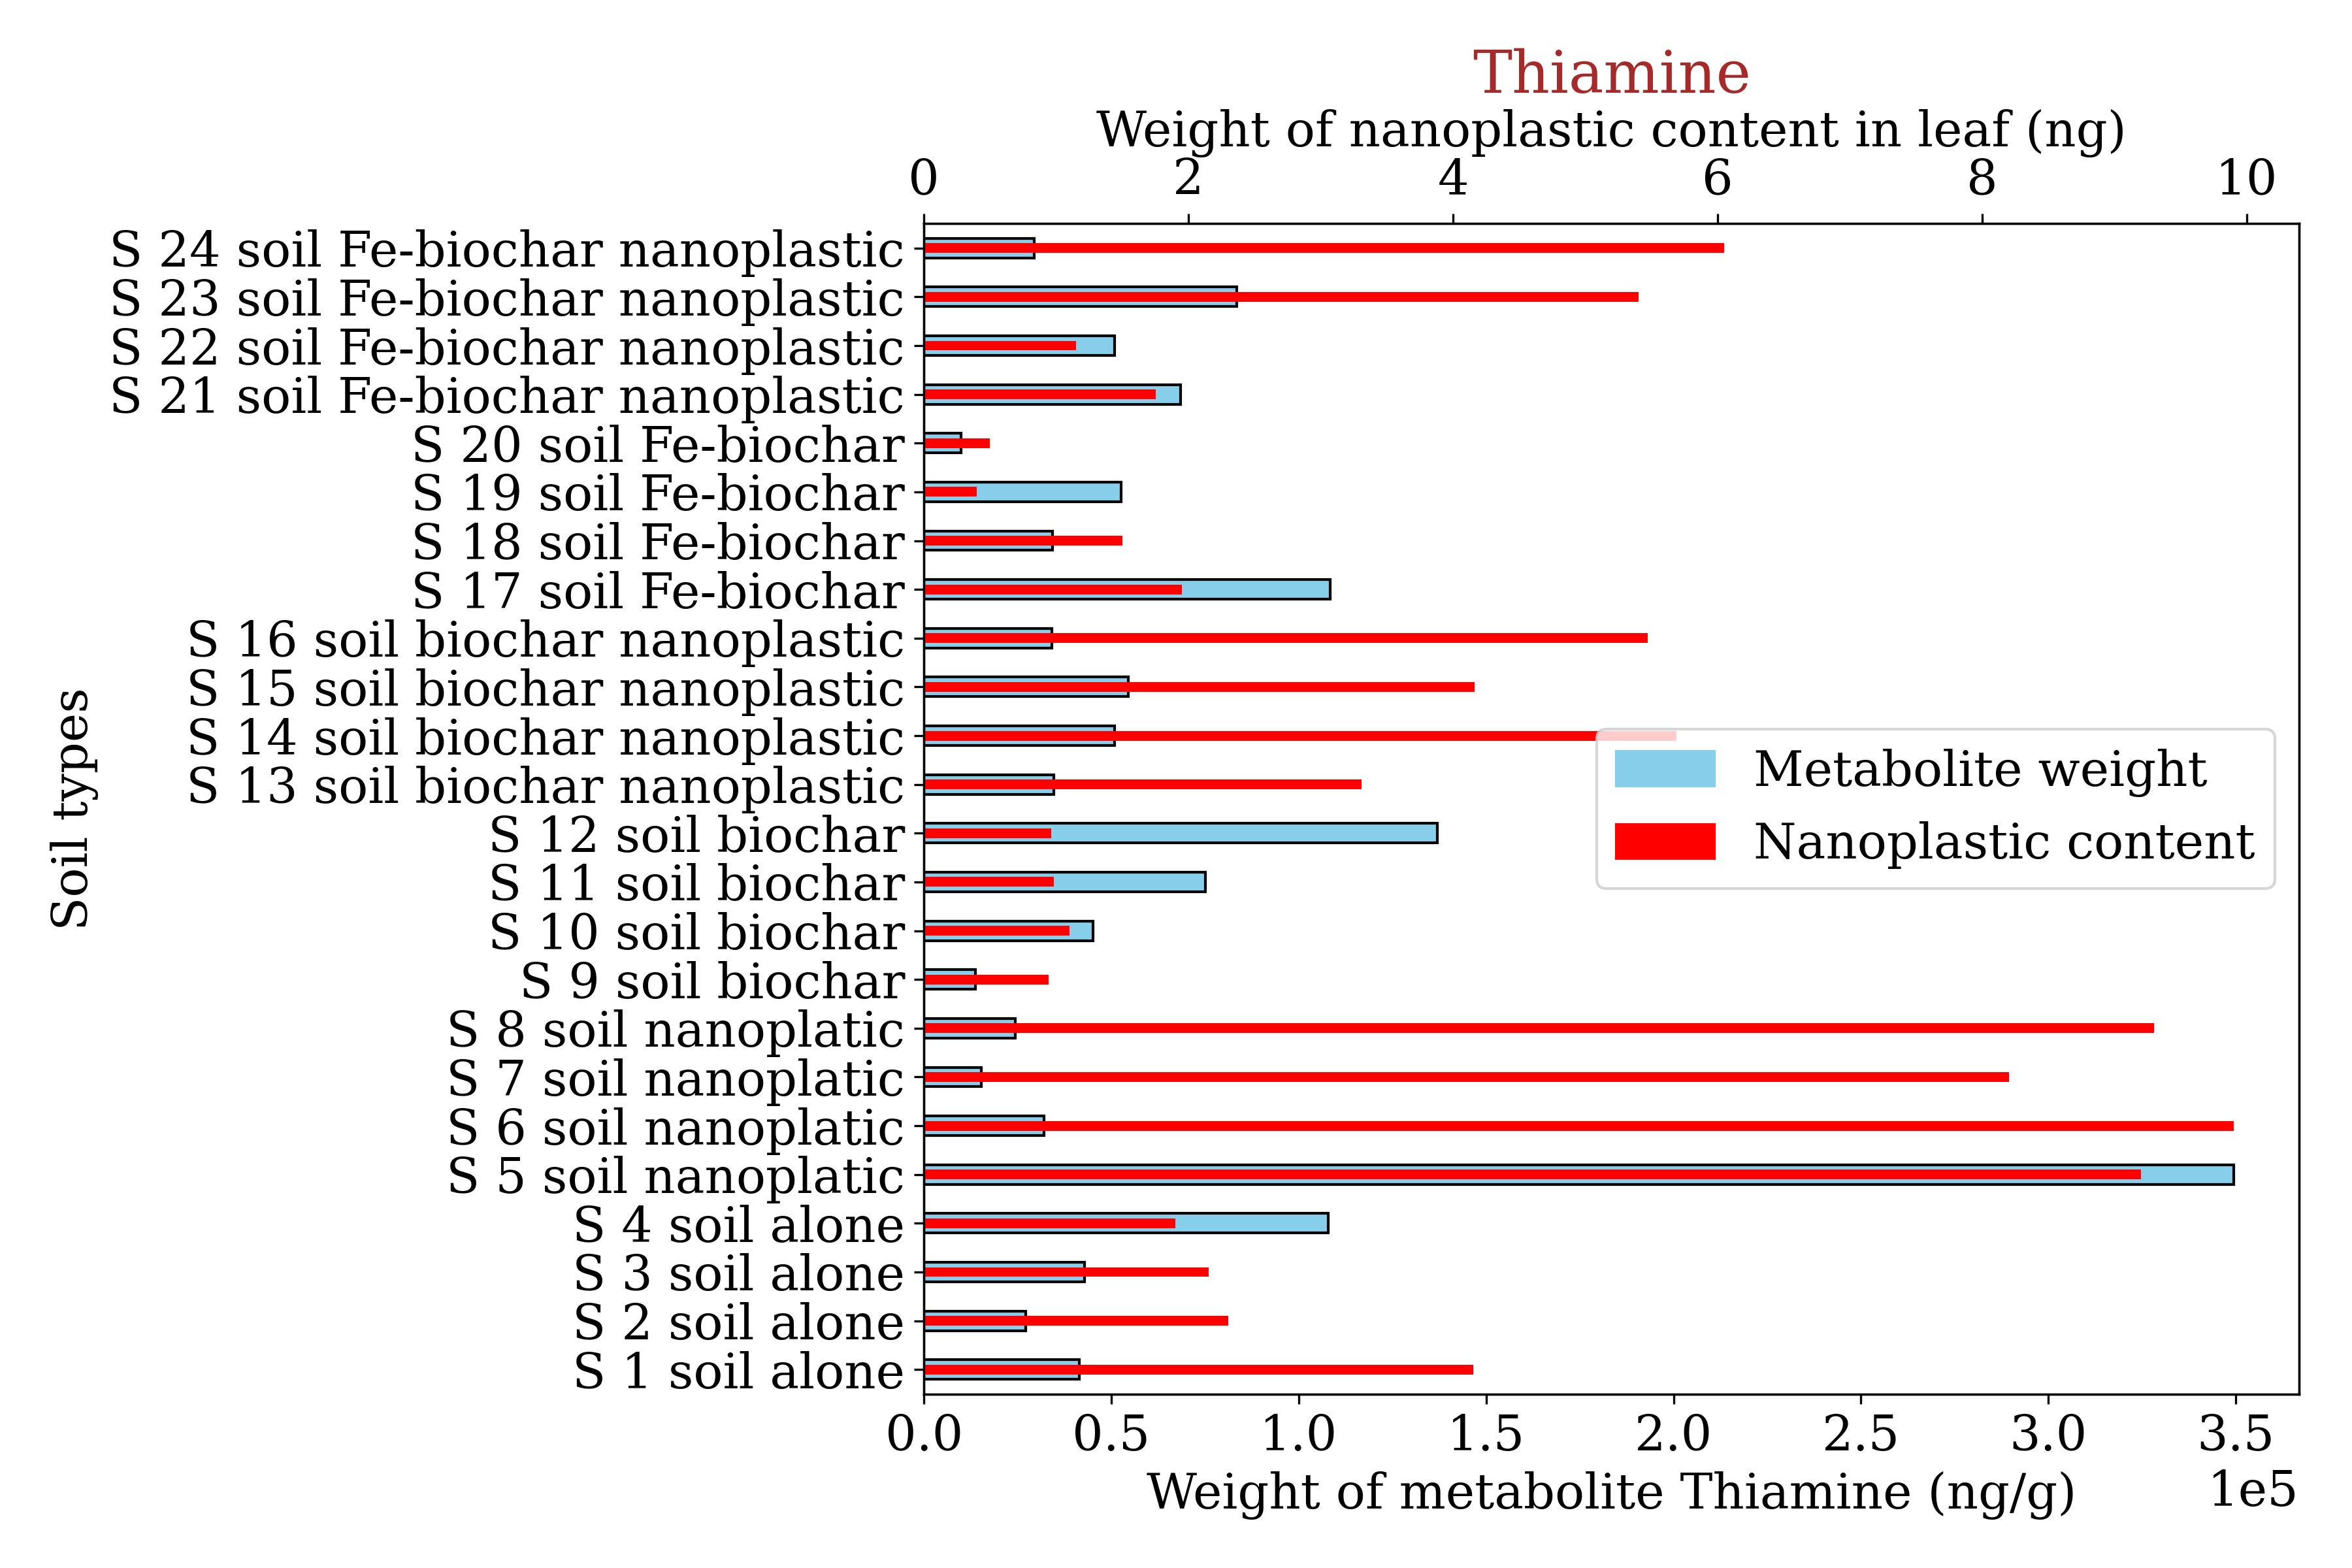 Thiamine
Weight of nanoplastic content in leaf (ng)
0 2 4 6 8 10
S 24 soil Fe-biochar nanoplastic
S 23 soil Fe-biochar nanoplastic
S 22 soil Fe-biochar nanoplastic
S 21 soil Fe-biochar nanoplastic
S 20 soil Fe-biochar
S 19 soil Fe-biochar
S 18 soil Fe-biochar
S 17 soil Fe-biochar
S 16 soil biochar nanoplastic
S 15 soil biochar nanoplastic
S 14 soil biochar nanoplastic
S 13 soil biochar nanoplastic
S 12 soil biochar
S 11 soil biochar
S 10 soil biochar
S 9 soil biochar
S 8 soil nanoplatic
S 7 soil nanoplatic
S 6 soil nanoplatic
S 5 soil nanoplatic
S 4 soil alone
S 3 soil alone
S 2 soil alone
S 1 soil alone
Soil types
Metabolite weight
Nanoplastic content
0.0 0.5 1.0 1.5 2.0 2.5 3.0 3.5
Weight of metabolite Thiamine (ng/g)
1e5